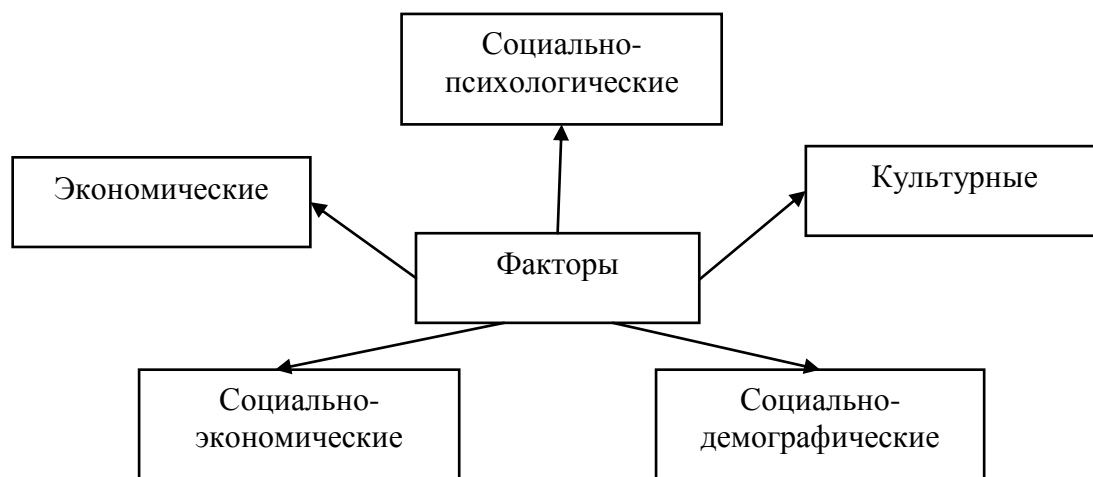 Социально-
психологические
Экономические
Культурные
Факторы
Социально-
экономические
Социально-
демографические